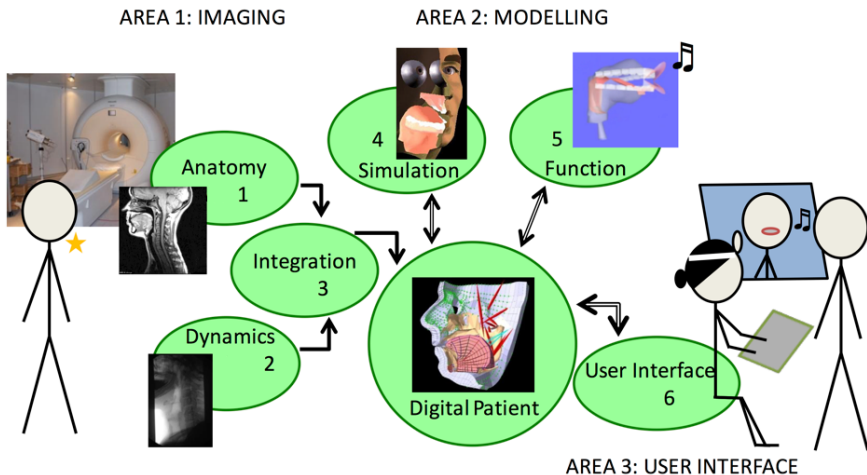 AREA 1: IMAGING
AREA 2: MODELLING
Anatomy
1
Dynamics
2
Integration
3
4
Simulation
5
Function
Digital Patient
User Interface
6
AREA 3: USER INTERFACE